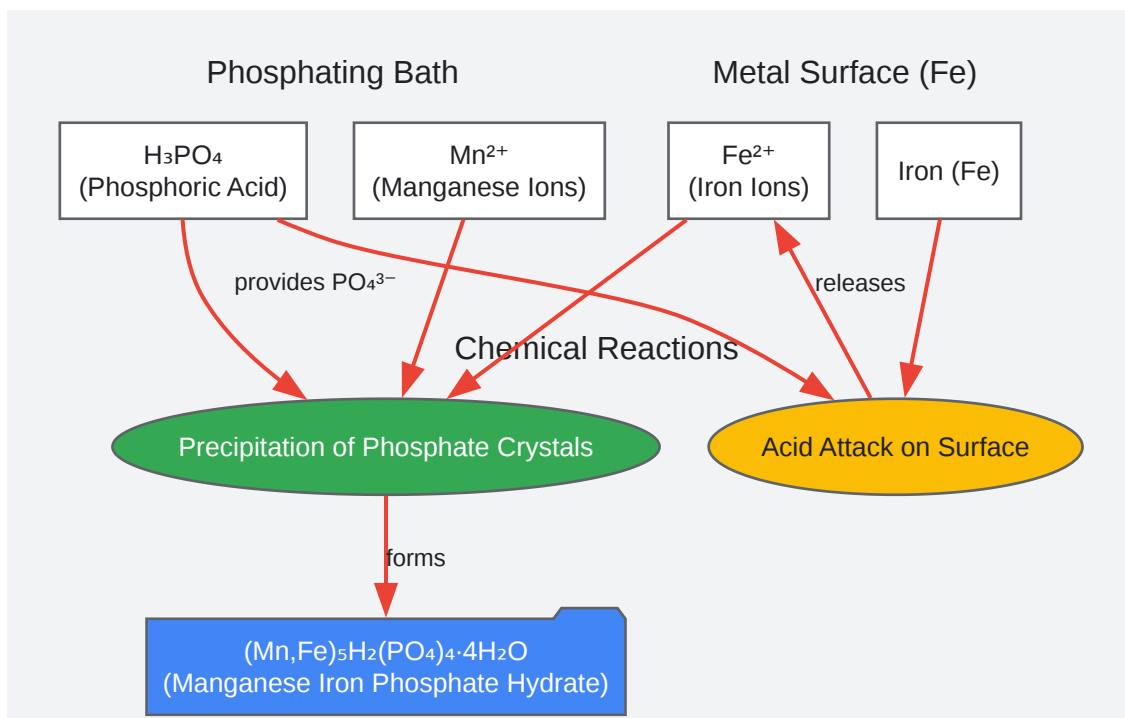 Phosphating Bath
Metal Surface (Fe)
H₃PO₄
(Phosphoric Acid)
Mn²⁺
(Manganese Ions)
Fe²⁺
(Iron Ions)
Iron (Fe)
provides PO₄³⁻
releases
Chemical Reactions
Precipitation of Phosphate Crystals
Acid Attack on Surface
forms
(Mn,Fe)₅H₂(PO₄)₄·4H₂O
(Manganese Iron Phosphate Hydrate)